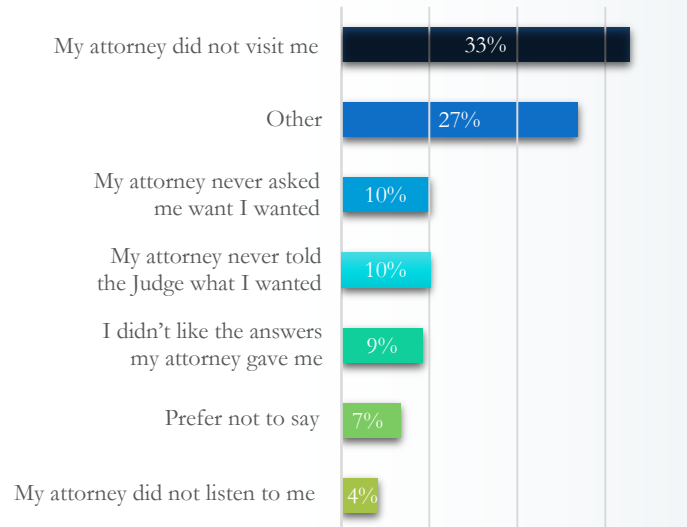 My attorney did not visit me
33%
Other
27%
My attorney never asked
me want I wanted
10%
My attorney never told
the Judge what I wanted
10%
I didn’t like the answers
my attorney gave me
9%
Prefer not to say
7%
My attorney did not listen to me
4%